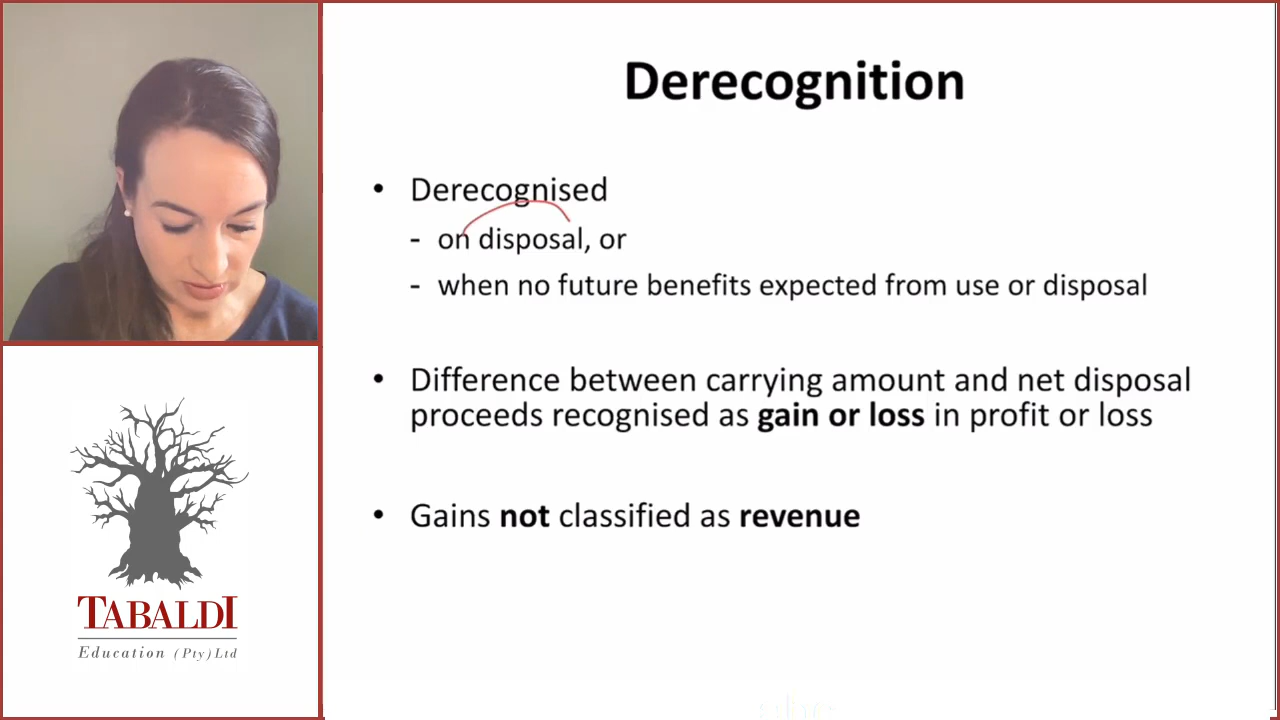 Derecognition
• Derecognised
- on disposal, or
- when no future benefits expected from use or disposal
• Difference between carrying amount and net disposal
proceeds recognised as gain or loss in profit or loss
• Gains not classified as revenue
TABALDI
Education (Pty) Ltd